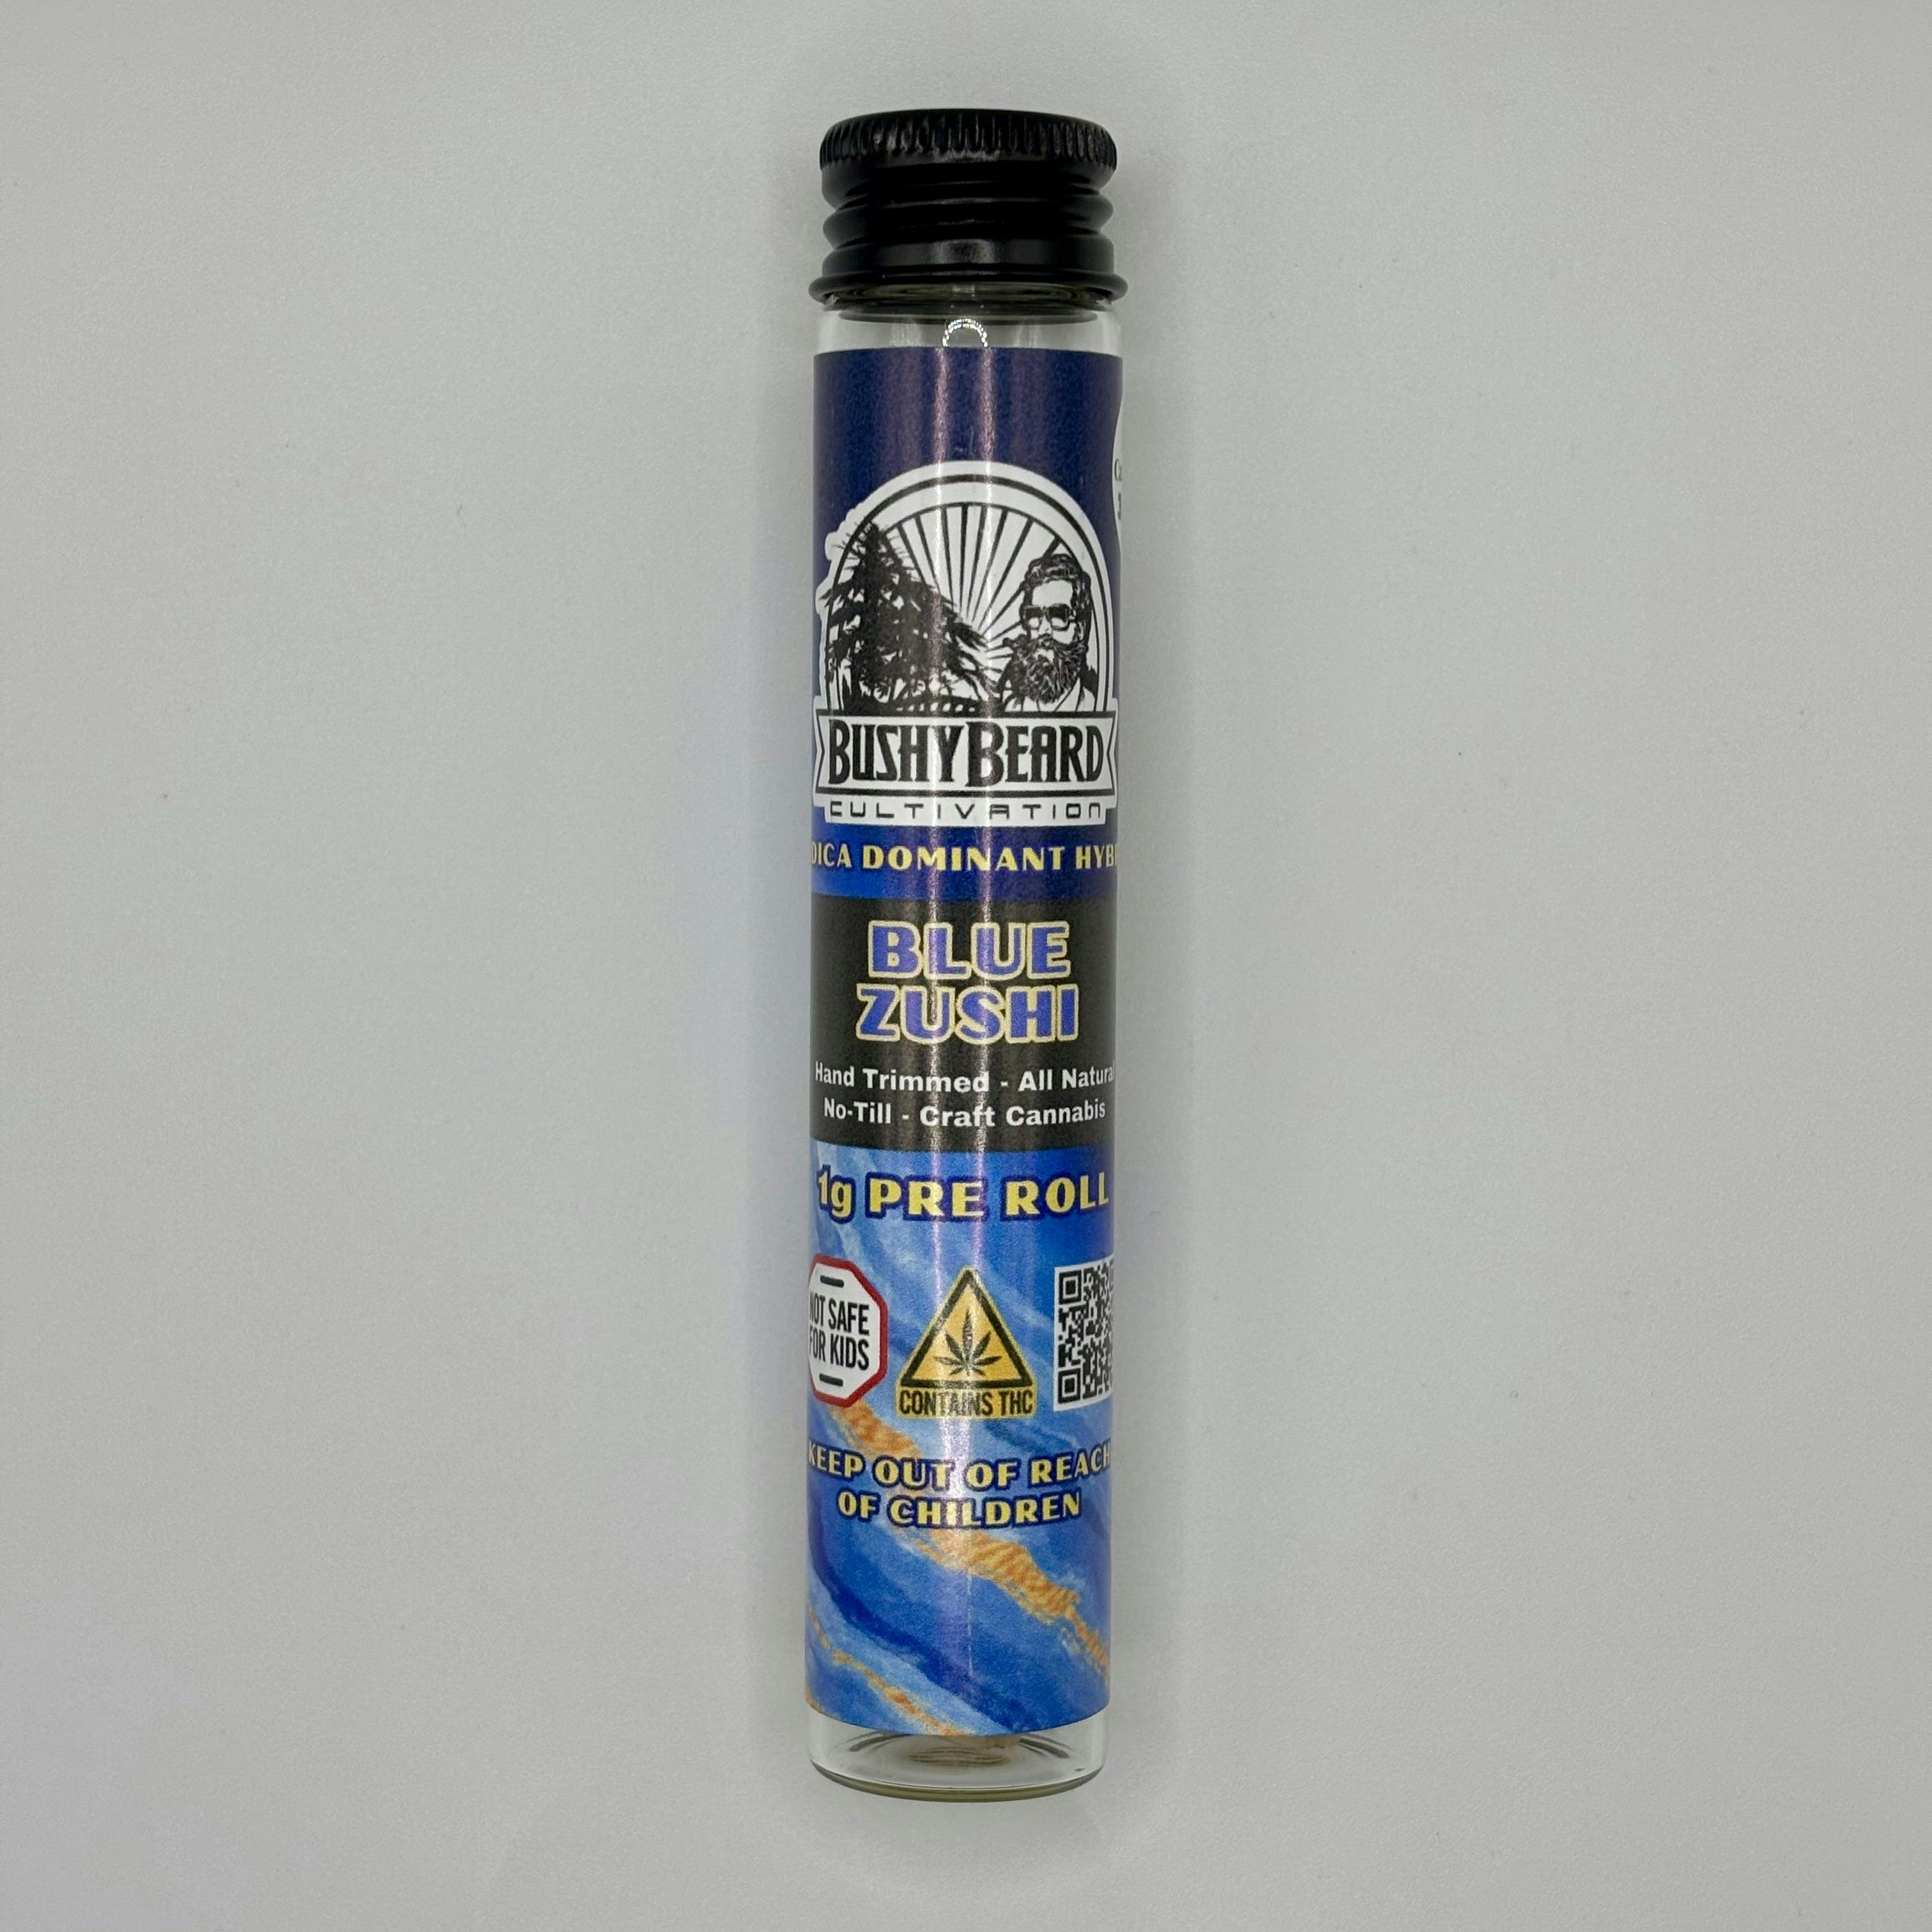 BUSHY BEARD
CULTIVATION
DICA DOMINANT HYB
BLUE
ZUSHI
Hand Trimmed - All Natural
No-Till - Craft Cannabis
1g PRE ROLL
NOT SAFE
FOR KIDS
CONTAINS THC
KEEP OUT OF REACH
OF CHILDREN